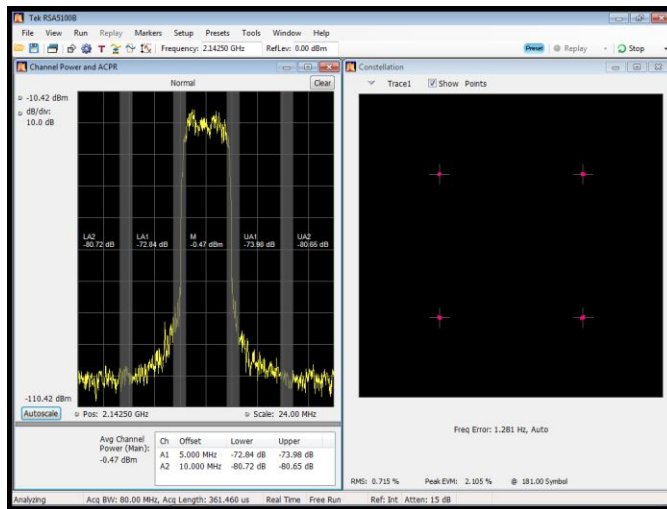 Tek RSA5100B
File View Run Replay Markers Setup Presets Tools Window Help
Frequency: 2.14250 GHz RefLev: 0.00 dBm Preset Replay Stop
Channel Power and ACPR
Normal Clear
-10.42 dBm
dB/div:
10.0 dB
LA2 LA1 M UA1 UA2
-80.72 dB -72.84 dB -0.47 dBm -73.98 dB -80.65 dB
-110.42 dBm
Autoscale Pos: 2.14250 GHz Scale: 24.00 MHz
Avg Channel
Power (Main):
-0.47 dBm
Ch Offset Lower Upper
A1 5.000 MHz -72.84 dB -73.98 dB
A2 10.000 MHz -80.72 dB -80.65 dB
Constellation
Trace1 Show Points
Freq Error: 1.281 Hz, Auto
RMS: 0.715 % Peak EVM: 2.105 % @ 181.00 Symbol
Analyzing Acq BW: 80.00 MHz, Acq Length: 361.460 us Real Time Free Run Ref: Int Atten: 15 dB